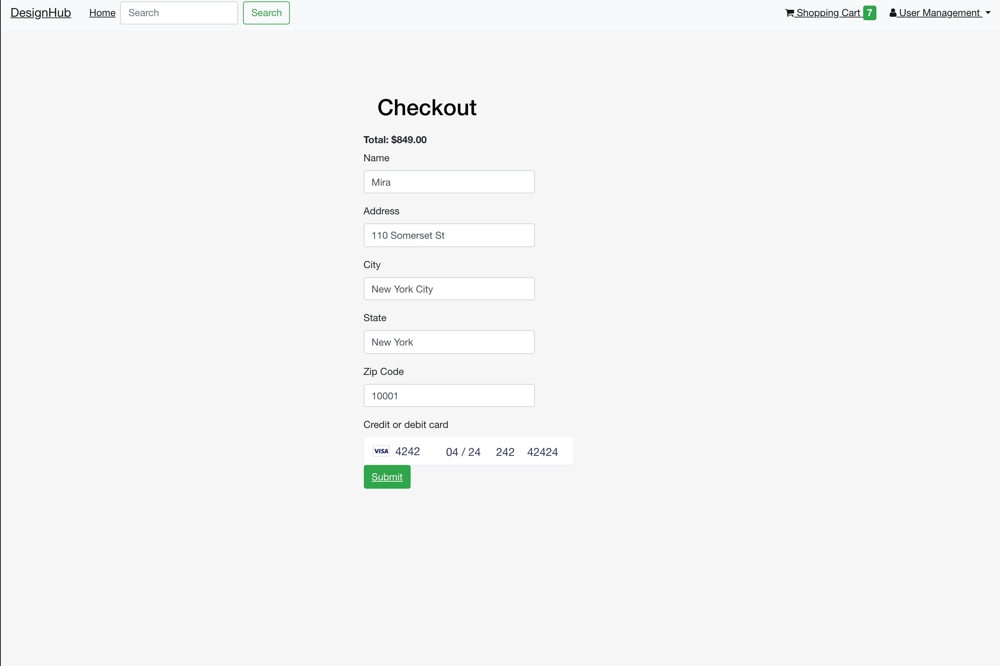 DesignHub Home Search Search Shopping Cart 7 User Management
Checkout
Total: $849.00
Name
Mira
Address
110 Somerset St
City
New York City
State
New York
Zip Code
10001
Credit or debit card
VISA 4242 04 / 24 242 42424
Submit